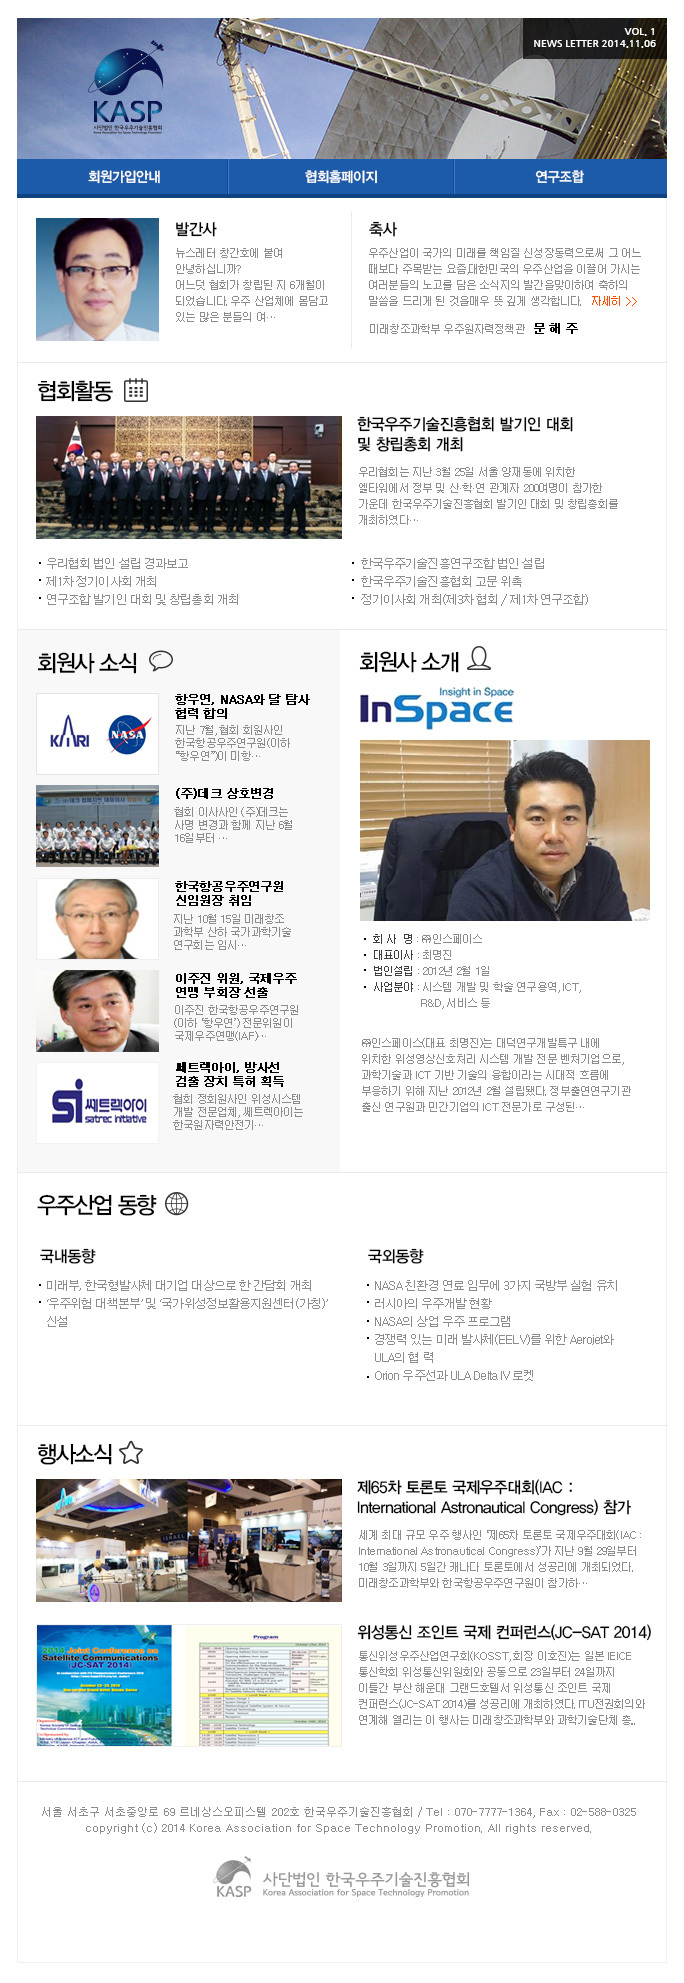 VOL. 1
NEWS LETTER 2014.11.06
KASP
사단법인 한국우주기술진흥협회
Korea Association for Space Technology Promotion
회원가입안내
협회홈페이지
연구조합
발간사
뉴스레터 창간호에 붙여
안녕하십니까?
어느덧 협회가 창립된 지 6개월이
되었습니다. 우주 산업체에 몸담고
있는 많은 분들의 여…
축사
우주산업이 국가의 미래를 책임질 신성장동력으로써 그 어느
때보다 주목받는 요즘,대한민국의 우주산업을 이끌어 가시는
여러분들의 노고를 담은 소식지의 발간을맞이하여 축하의
말씀을 드리게 된 것을매우 뜻 깊게 생각합니다. 자세히 >>
미래창조과학부 우주원자력정책관 문 해 주
협회활동
한국우주기술진흥협회 발기인 대회
및 창립총회 개최
우리협회는 지난 3월 25일 서울 양재동에 위치한
엘타워에서 정부 및 산·학·연 관계자 200여명이 참가한
가운데 한국우주기술진흥협회 발기인 대회 및 창립총회를
개최하였다…
· 우리협회 법인 설립 경과보고
· 제1차 정기이사회 개최
· 연구조합 발기인 대회 및 창립총회 개최
· 한국우주기술진흥연구조합 법인 설립
· 한국우주기술진흥협회 고문 위촉
· 정기이사회 개최(제3차 협회 / 제1차 연구조합)
회원사 소식
KARI
NASA
항우연, NASA와 달 탐사
협력 합의
지난 7월, 협회 회원사인
한국항공우주연구원(이하
“항우연”)이 미항…
(주)데크 상호변경
협회 이사사인 (주)데크는
사명 변경과 함께 지난 6월
16일부터 …
한국항공우주연구원
신임원장 취임
지난 10월 15일 미래창조
과학부 산하 국가과학기술
연구회는 임시…
이주진 위원, 국제우주
연맹 부회장 선출
이주진 한국항공우주연구원
(이하 ‘항우연’) 전문위원이
국제우주연맹(IAF)…
Si 쎄트렉아이
satrec initiative
쎄트렉아이, 방사선
검출 장치 특허 획득
협회 정회원사인 위성시스템
개발 전문업체, 쎄트렉아이는
한국원자력안전기…
회원사 소개
Insight in Space
InSpace
· 회 사 명 : ㈜인스페이스
· 대표이사 : 최명진
· 법인설립 : 2012년 2월 1일
· 사업분야 : 시스템 개발 및 학술 연구용역, ICT,
R&D, 서비스 등
㈜인스페이스(대표 최명진)는 대덕연구개발특구 내에
위치한 위성영상신호처리 시스템 개발 전문 벤처기업으로,
과학기술과 ICT 기반 기술의 융합이라는 시대적 흐름에
부응하기 위해 지난 2012년 2월 설립됐다. 정부출연연구기관
출신 연구원과 민간기업의 ICT 전문가로 구성된…
우주산업 동향
국내동향
· 미래부, 한국형발사체 대기업 대상으로 한 간담회 개최
· ‘우주위험 대책본부’ 및 ‘국가위성정보활용지원센터(가칭)’
신설
국외동향
· NASA 친환경 연료 임무에 3가지 국방부 실험 유치
· 러시아의 우주개발 현황
· NASA의 상업 우주 프로그램
· 경쟁력 있는 미래 발사체(EELV)를 위한 Aerojet와
ULA의 협 력
· Orion 우주선과 ULA Delta IV 로켓
행사소식
제65차 토론토 국제우주대회(IAC :
International Astronautical Congress) 참가
세계 최대 규모 우주 행사인 ‘제65차 토론토 국제우주대회(IAC :
International Astronautical Congress)’가 지난 9월 29일부터
10월 3일까지 5일간 캐나다 토론토에서 성공리에 개최되었다.
미래창조과학부와 한국항공우주연구원이 참가하…
2014 Joint Conference on
Satellite Communications
(JC-SAT 2014)
Program
위성통신 조인트 국제 컨퍼런스(JC-SAT 2014)
통신위성우주산업연구회(KOSST, 회장 이호진)는 일본 IEICE
통신학회 위성통신위원회와 공동으로 23일부터 24일까지
이틀간 부산 해운대 그랜드호텔서 위성통신 조인트 국제
컨퍼런스(JC-SAT 2014)를 성공리에 개최하였다. ITU전권회의와
연계해 열리는 이 행사는 미래창조과학부와 과학기술단체 총..
서울 서초구 서초중앙로 69 르네상스오피스텔 202호 한국우주기술진흥협회 / Tel : 070-7777-1364, Fax : 02-588-0325
copyright (c) 2014 Korea Association for Space Technology Promotion. All rights reserved.
KASP
사단법인 한국우주기술진흥협회
Korea Association for Space Technology Promotion